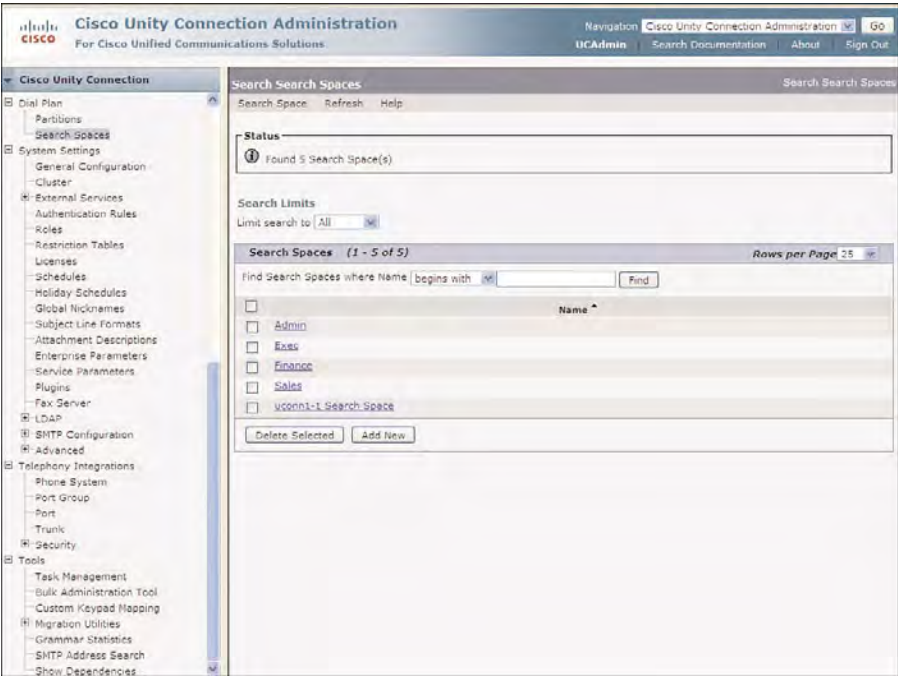 cisco
Cisco Unity Connection Administration
For Cisco Unified Communications Solutions
Navigation Cisco Unity Connection Administration Go
UCAdmin Search Documentation About Sign Out
Cisco Unity Connection
Dial Plan
Partitions
Search Spaces
System Settings
General Configuration
Cluster
External Services
Authentication Rules
Roles
Restriction Tables
Licenses
Schedules
Holiday Schedules
Global Nicknames
Subject Line Formats
Attachment Descriptions
Enterprise Parameters
Service Parameters
Plugins
Fax Server
LDAP
SMTP Configuration
Advanced
Telephony Integrations
Phone System
Port Group
Port
Trunk
Security
Tools
Task Management
Bulk Administration Tool
Custom Keypad Mapping
Migration Utilities
Grammar Statistics
SMTP Address Search
Show Dependencies
Search Search Spaces Search Search Spaces
Search Space Refresh Help
Status
Found 5 Search Space(s)
Search Limits
Limit search to All
Search Spaces (1 - 5 of 5) Rows per Page 25
Find Search Spaces where Name begins with Find
Name
Admin
Exec
Finance
Sales
uconn1-1 Search Space
Delete Selected Add New